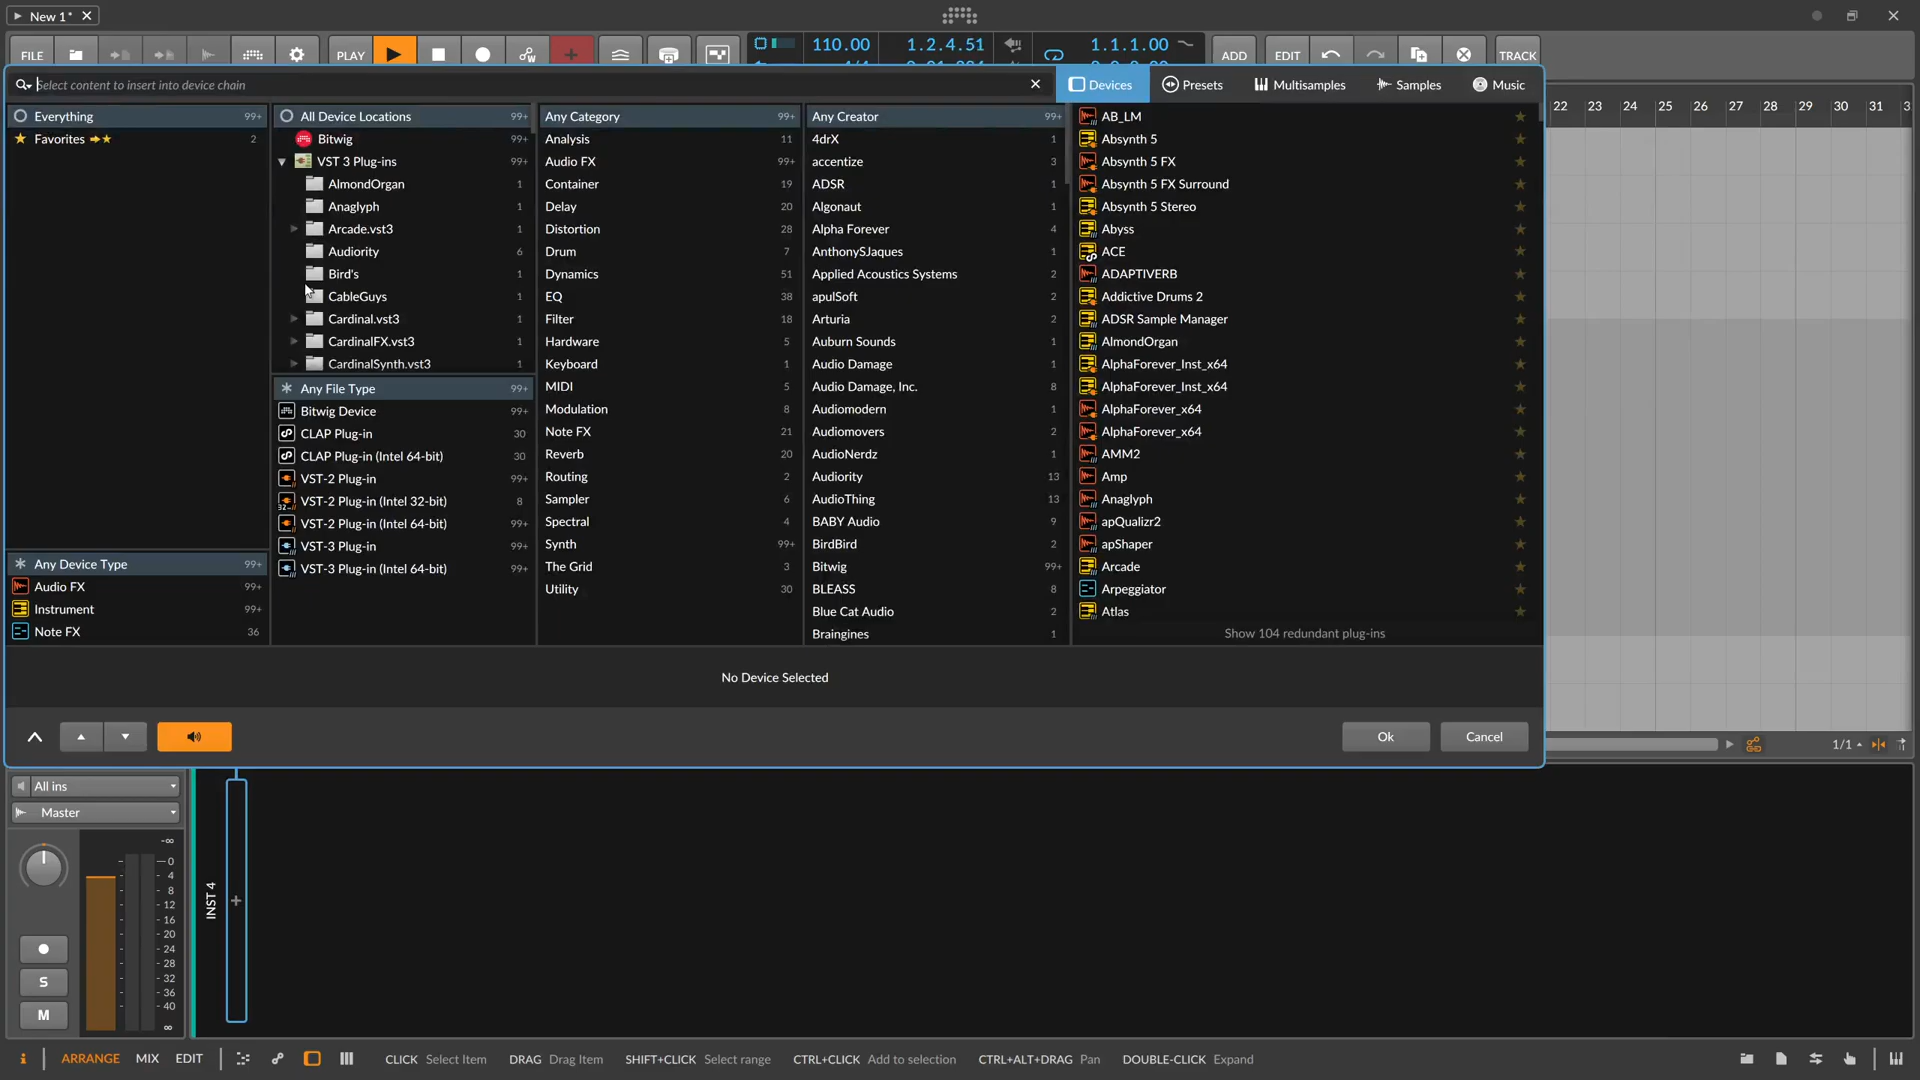 New 1*
FILE PLAY 110.00 1.2.4.51 1.1.1.00 ADD EDIT TRACK
Select content to insert into device chain
Devices Presets Multisamples Samples Music
22 23 24 25 26 27 28 29 30 31
Everything 99+
Favorites 2
Any Device Type 99+
Audio FX 99+
Instrument 99+
Note FX 36
All Device Locations 99+
Bitwig 99+
VST 3 Plug-ins 99+
AlmondOrgan 1
Anaglyph 1
Arcade.vst3 1
Audiority 6
Bird's 1
CableGuys 1
Cardinal.vst3 1
CardinalFX.vst3 1
CardinalSynth.vst3 1
Any File Type 99+
Bitwig Device 99+
CLAP Plug-in 30
CLAP Plug-in (Intel 64-bit) 30
VST-2 Plug-in 99+
VST-2 Plug-in (Intel 32-bit) 8
VST-2 Plug-in (Intel 64-bit) 99+
VST-3 Plug-in 99+
VST-3 Plug-in (Intel 64-bit) 99+
Any Category 99+
Analysis 11
Audio FX 99+
Container 19
Delay 20
Distortion 28
Drum 7
Dynamics 51
EQ 38
Filter 18
Hardware 5
Keyboard 1
MIDI 5
Modulation 8
Note FX 21
Reverb 20
Routing 2
Sampler 6
Spectral 4
Synth 99+
The Grid 3
Utility 30
Any Creator 99+
4drX 1
accentize 3
ADSR 1
Algonaut 1
Alpha Forever 4
AnthonySJaques 1
Applied Acoustics Systems 2
apulSoft 2
Arturia 2
Auburn Sounds 2
Audio Damage 1
Audio Damage, Inc. 8
Audiomodern 1
Audiomovers 2
AudioNerdz 1
Audiority 13
AudioThing 13
BABY Audio 9
BirdBird 2
Bitwig 99+
BLEASS 8
Blue Cat Audio 2
Braingines 1
AB_LM
Absynth 5
Absynth 5 FX
Absynth 5 FX Surround
Absynth 5 Stereo
Abyss
ACE
ADAPTIVERB
Addictive Drums 2
ADSR Sample Manager
AlmondOrgan
AlphaForever_Inst_x64
AlphaForever_Inst_x64
AlphaForever_x64
AlphaForever_x64
AMM2
Amp
Anaglyph
apQualizr2
apShaper
Arcade
Arpeggiator
Atlas
Show 104 redundant plug-ins
No Device Selected
Ok Cancel
1/1
All ins
Master
-∞
0
4
8
12
16
20
24
28
32
36
40
∞
S
M
INST 4
+
i ARRANGE MIX EDIT CLICK Select Item DRAG Drag Item SHIFT+CLICK Select range CTRL+CLICK Add to selection CTRL+ALT+DRAG Pan DOUBLE-CLICK Expand